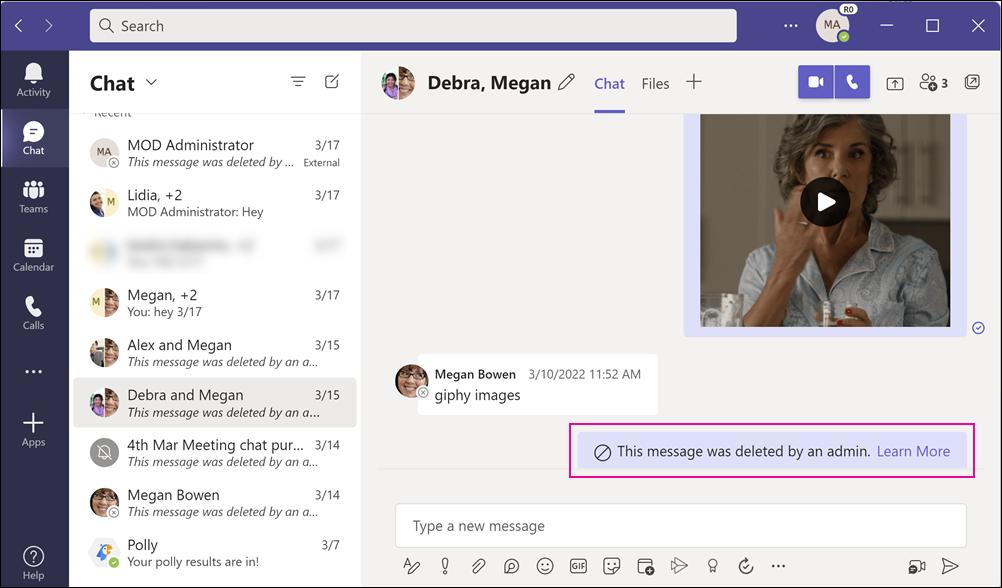 Search
MA
R0
Activity
Chat
Teams
Calendar
Calls
Apps
Help
Chat
Recent
MA
MOD Administrator 3/17
This message was deleted by ... External
M
Lidia, +2 3/17
MOD Administrator: Hey
M
Megan, +2 3/17
You: hey 3/17
Alex and Megan 3/15
This message was deleted by an a...
Debra and Megan 3/15
This message was deleted by an a...
4th Mar Meeting chat pur... 3/14
This message was deleted by an a...
Megan Bowen 3/14
This message was deleted by an a...
Polly 3/7
Your polly results are in!
Debra, Megan Chat Files 3
Megan Bowen 3/10/2022 11:52 AM
giphy images
This message was deleted by an admin. Learn More
Type a new message
GIF